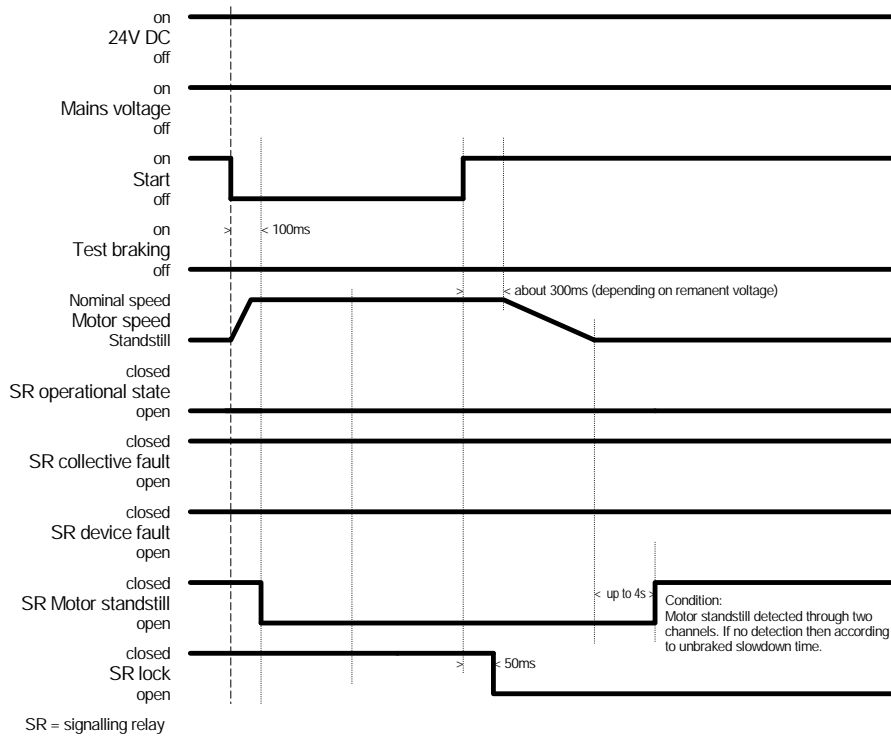 on
24V DC
off
on
Mains voltage
off
on
Start
off
on
> < 100ms
Test braking
off
Nominal speed
> < about 300ms (depending on remanent voltage)
Motor speed
Standstill
closed
SR operational state
open
closed
SR collective fault
open
closed
SR device fault
open
closed
SR Motor standstill
open
< up to 4s >
Condition:
Motor standstill detected through two
channels. If no detection then according
to unbraked slowdown time.
closed
SR lock
open
> < 50ms
SR = signalling relay